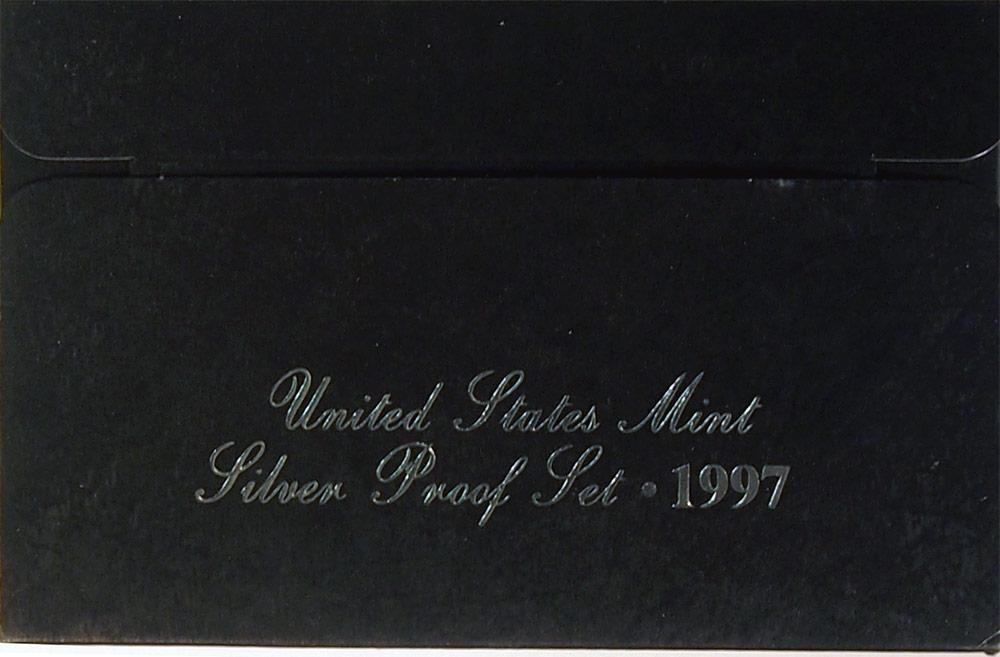 United States Mint
Silver Proof Set • 1997